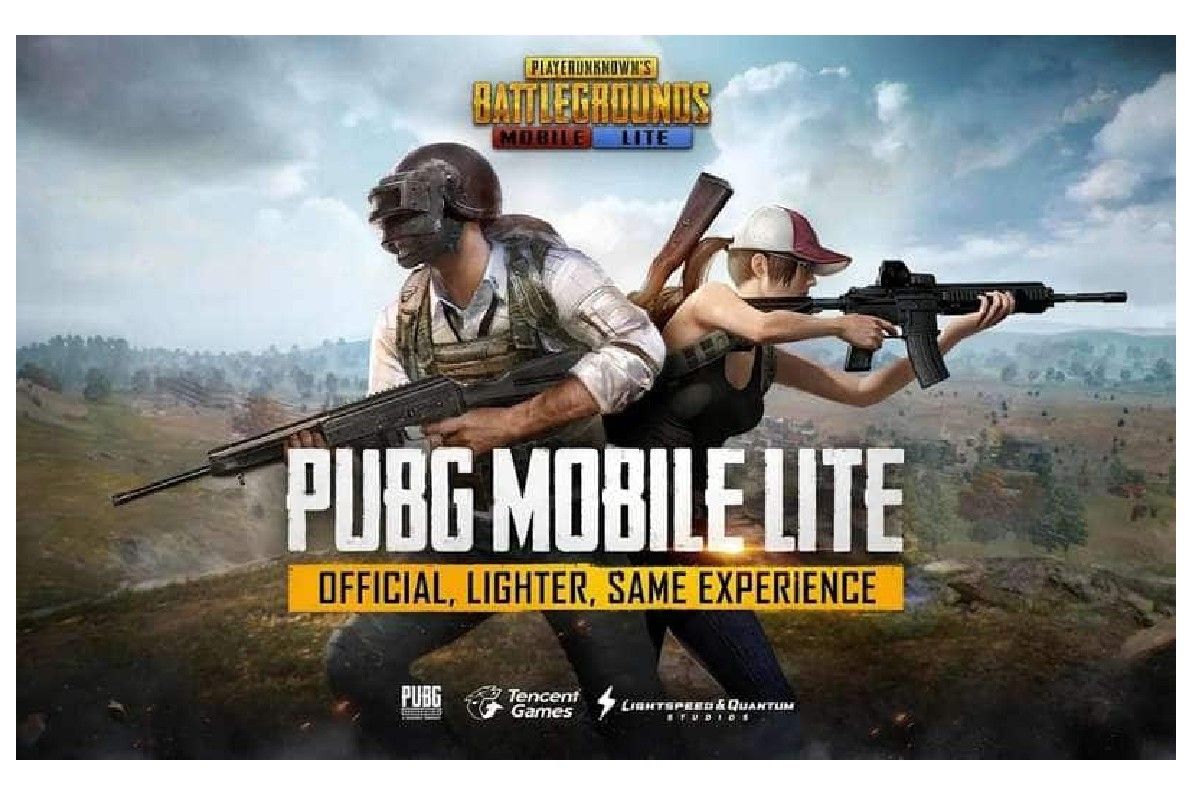 PLAYERUNKNOWN'S
BATTLEGROUNDS
MOBILE LITE
PUBG MOBILE LITE
OFFICIAL, LIGHTER, SAME EXPERIENCE
PUBG
Tencent
Games
LIGHTSPEED & QUANTUM
STUDIOS